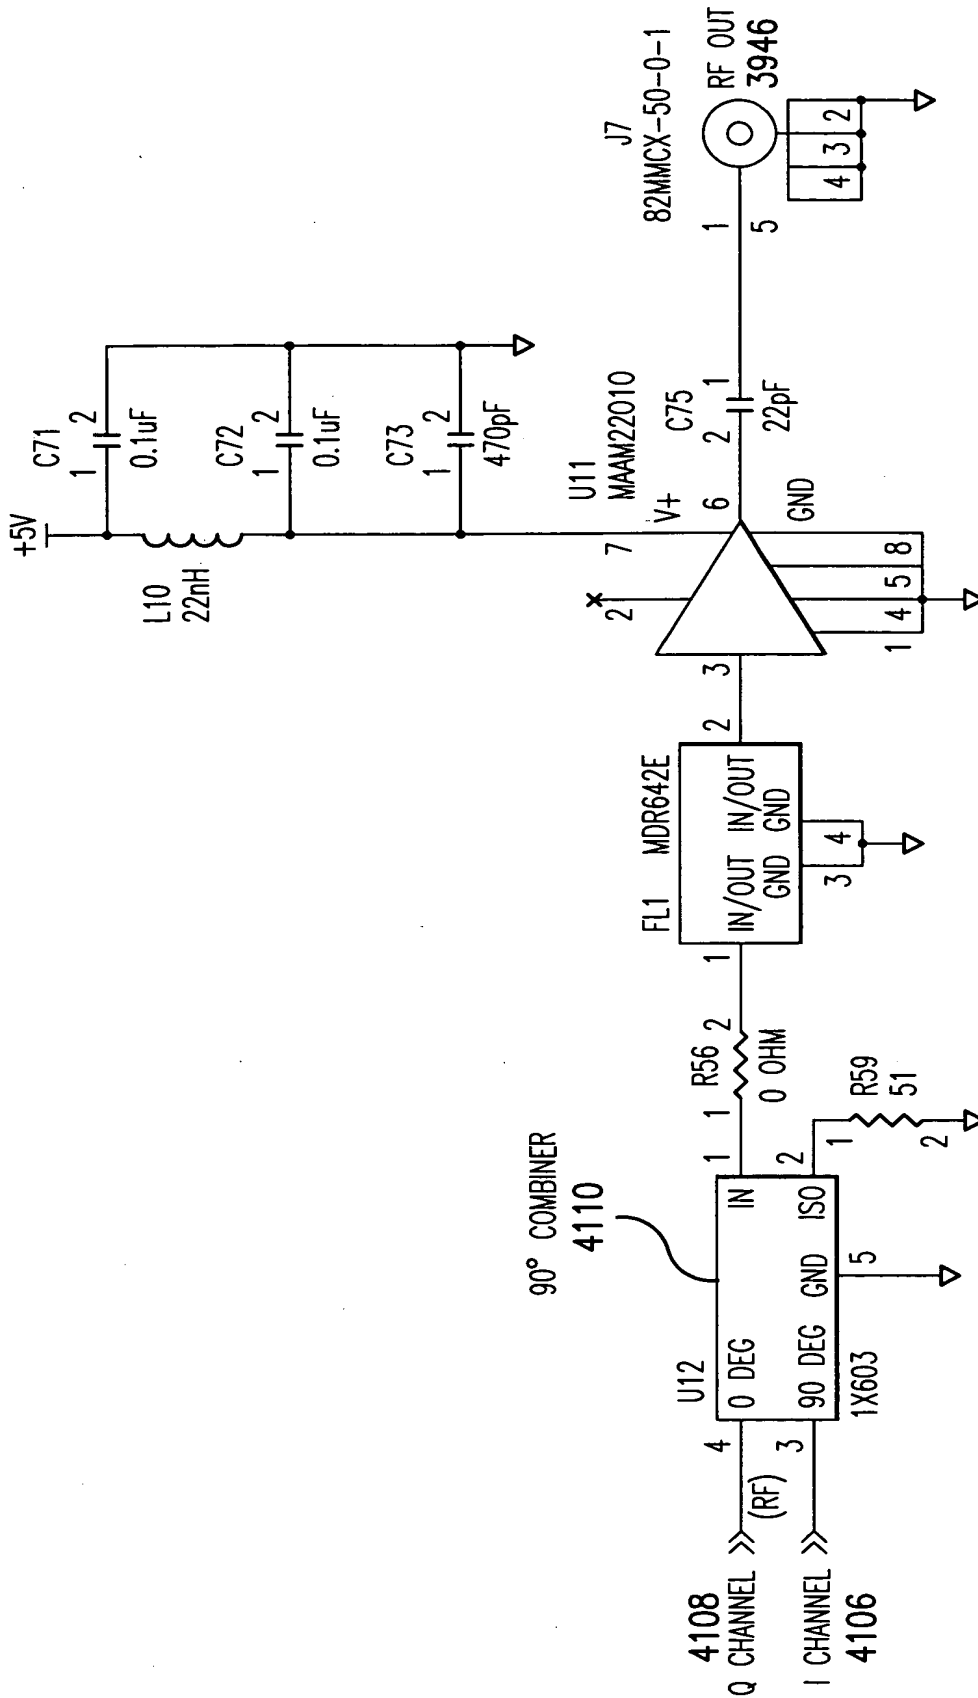 +5V
C71
1 2
0.1uF
L10
22nH
C72
1 2
0.1uF
C73
1 2
470pF
U11
MAAM22010
V+
7
2
3
6
GND
1 4 5 8
C75
2 1
22pF
J7
82MMCX-50-0-1
1
5
RF OUT
3946
4 3 2
FL1 MDR642E
1 IN/OUT IN/OUT 2
GND GND
3 4
R56
1 2
0 OHM
90° COMBINER
4110
U12
4 0 DEG IN 1
3 90 DEG GND ISO 2
5
1X603
R59
51
1 2
4108
Q CHANNEL
(RF)
I CHANNEL
4106